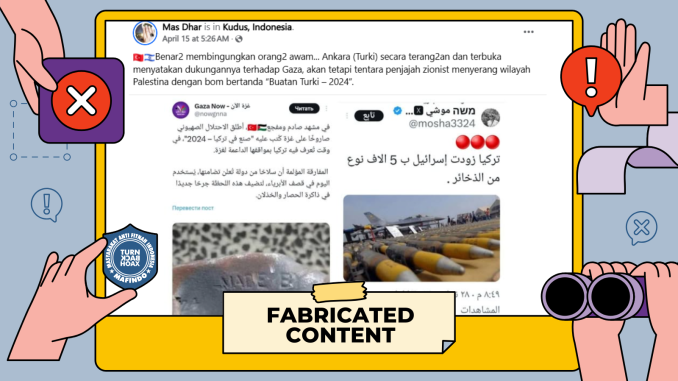 Mas Dhar is in Kudus, Indonesia.
April 15 at 5:26 AM
🇹🇷🇮🇱Benar2 membingungkan orang2 awam... Ankara (Turki) secara terang2an dan terbuka
menyatakan dukungannya terhadap Gaza, akan tetapi tentara penjajah zionist menyerang wilayah
Palestina dengan bom bertanda "Buatan Turki – 2024".
Gaza Now - غزة الآن
@nowgnna
Читать
في مشهد صادم ومفجع🇵🇸🇹🇷، أطلق الاحتلال الصهيوني
صاروخًا على غزة كُتب عليه "صنع في تركيا – 2024"، في
وقت تُعرف فيه تركيا بمواقفها الداعمة لغزة.
المفارقة المؤلمة أن سلاحًا من دولة تُعلن تضامنها، يُستخدم
اليوم في قصف الأبرياء، لتضيف هذه اللحظة جرحًا جديدًا
في ذاكرة الحصار والخذلان.
Перевести пост
MADE BY
משה מושי
@mosha3324
تابع
🔴🔴🔴
تركيا زودت إسرائيل ب 5 الاف نوع
من الذخائر .
٨:٤٩ م · ٢٨
المشاهدات
MASYARAKAT ANTI FITNAH INDONESIA
TURN
BACK
HOAX
MAFINDO
FABRICATED
CONTENT